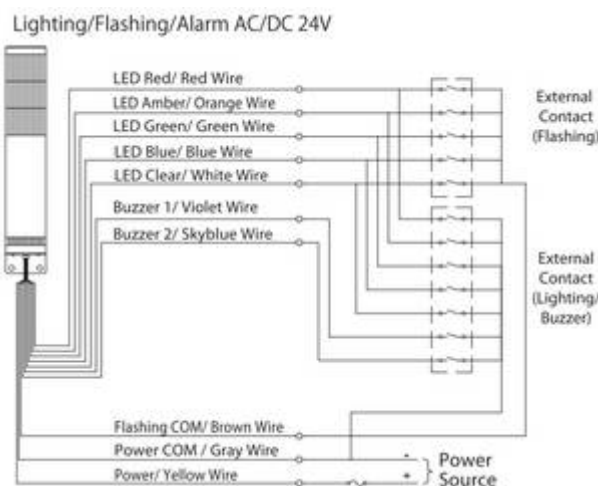 Lighting/Flashing/Alarm AC/DC 24V
LED Red/ Red Wire
LED Amber/ Orange Wire
LED Green/ Green Wire
LED Blue/ Blue Wire
LED Clear/ White Wire
Buzzer 1/ Violet Wire
Buzzer 2/ Skyblue Wire
External
Contact
(Flashing)
External
Contact
(Lighting/
Buzzer)
Flashing COM/ Brown Wire
Power COM / Gray Wire
Power/ Yellow Wire
-
+
Power
Source